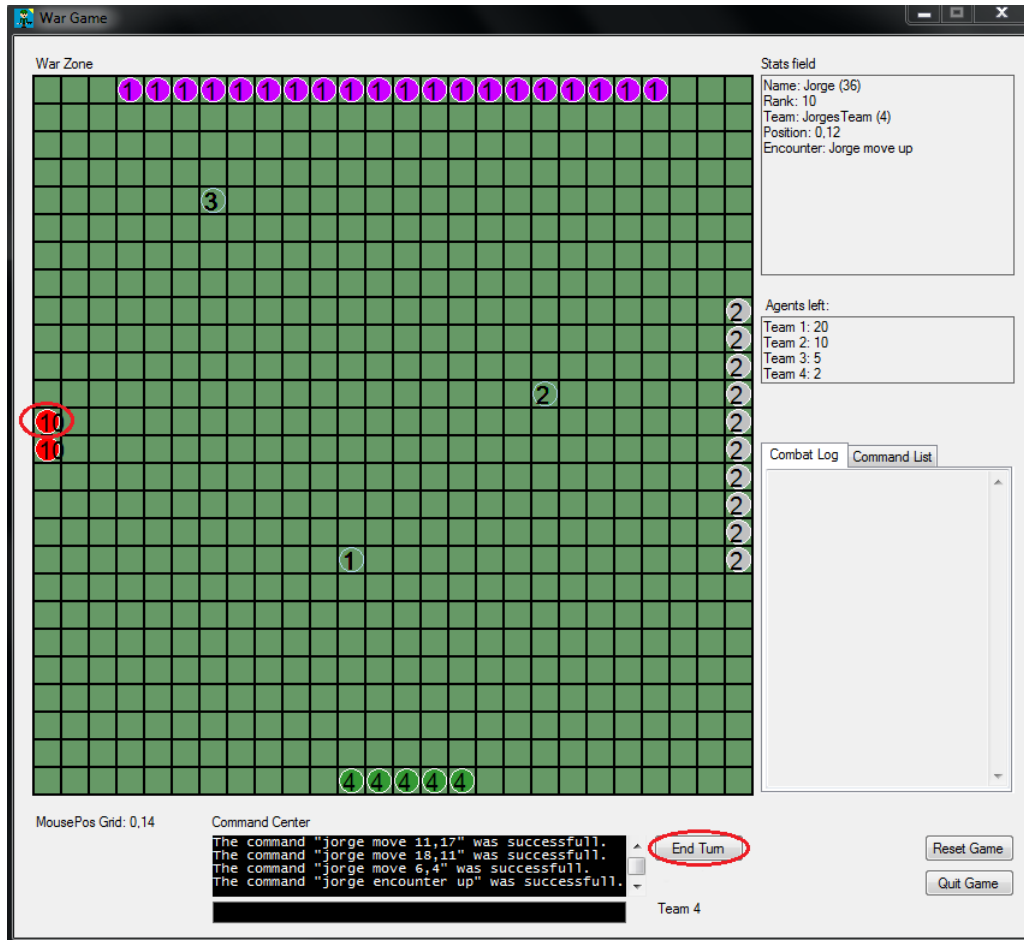 War Game
War Zone
Stats field
1 1 1 1 1 1 1 1 1 1 1 1 1 1 1 1 1 1 1 1
Name: Jorge (36)
Rank: 10
Team: JorgesTeam (4)
Position: 0,12
Encounter: Jorge move up
3
Agents left:
Team 1: 20
Team 2: 10
Team 3: 5
Team 4: 2
2
2
2
2
2
2
2
2
2
2
2
10
10
1
4 4 4 4 4
Combat Log
Command List
MousePos Grid: 0,14
Command Center
The command "jorge move 11,17" was successfull.
The command "jorge move 18,11" was successfull.
The command "jorge move 6,4" was successfull.
The command "jorge encounter up" was successfull.
End Turn
Team 4
Reset Game
Quit Game